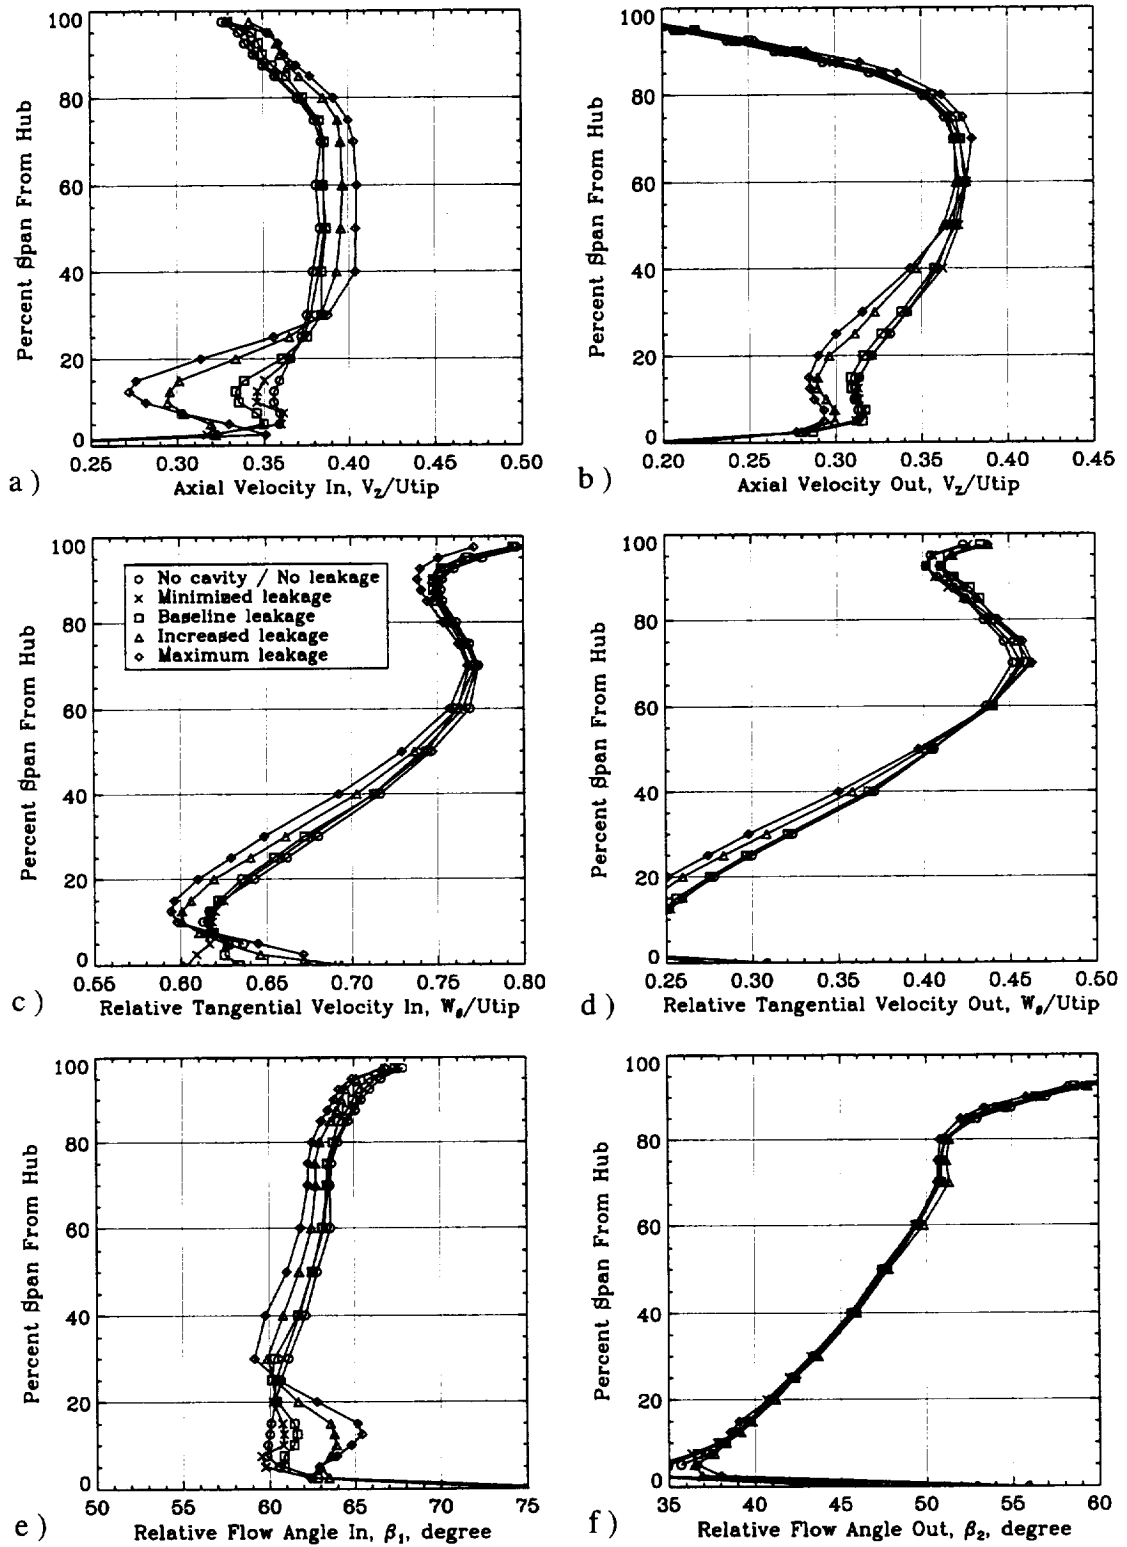 100
80
60
40
20
0
Percent Span From Hub
0.25 0.30 0.35 0.40 0.45 0.50
a) Axial Velocity In, Vz/Utip
100
80
60
40
20
0
Percent Span From Hub
0.20 0.25 0.30 0.35 0.40 0.45
b) Axial Velocity Out, Vz/Utip
100
80
60
40
20
0
Percent Span From Hub
No cavity / No leakage
Minimized leakage
Baseline leakage
Increased leakage
Maximum leakage
0.55 0.60 0.65 0.70 0.75 0.80
c) Relative Tangential Velocity In, Wθ/Utip
100
80
60
40
20
0
Percent Span From Hub
0.25 0.30 0.35 0.40 0.45 0.50
d) Relative Tangential Velocity Out, Wθ/Utip
100
80
60
40
20
0
Percent Span From Hub
50 55 60 65 70 75
e) Relative Flow Angle In, β1, degree
100
80
60
40
20
0
Percent Span From Hub
35 40 45 50 55 60
f) Relative Flow Angle Out, β2, degree